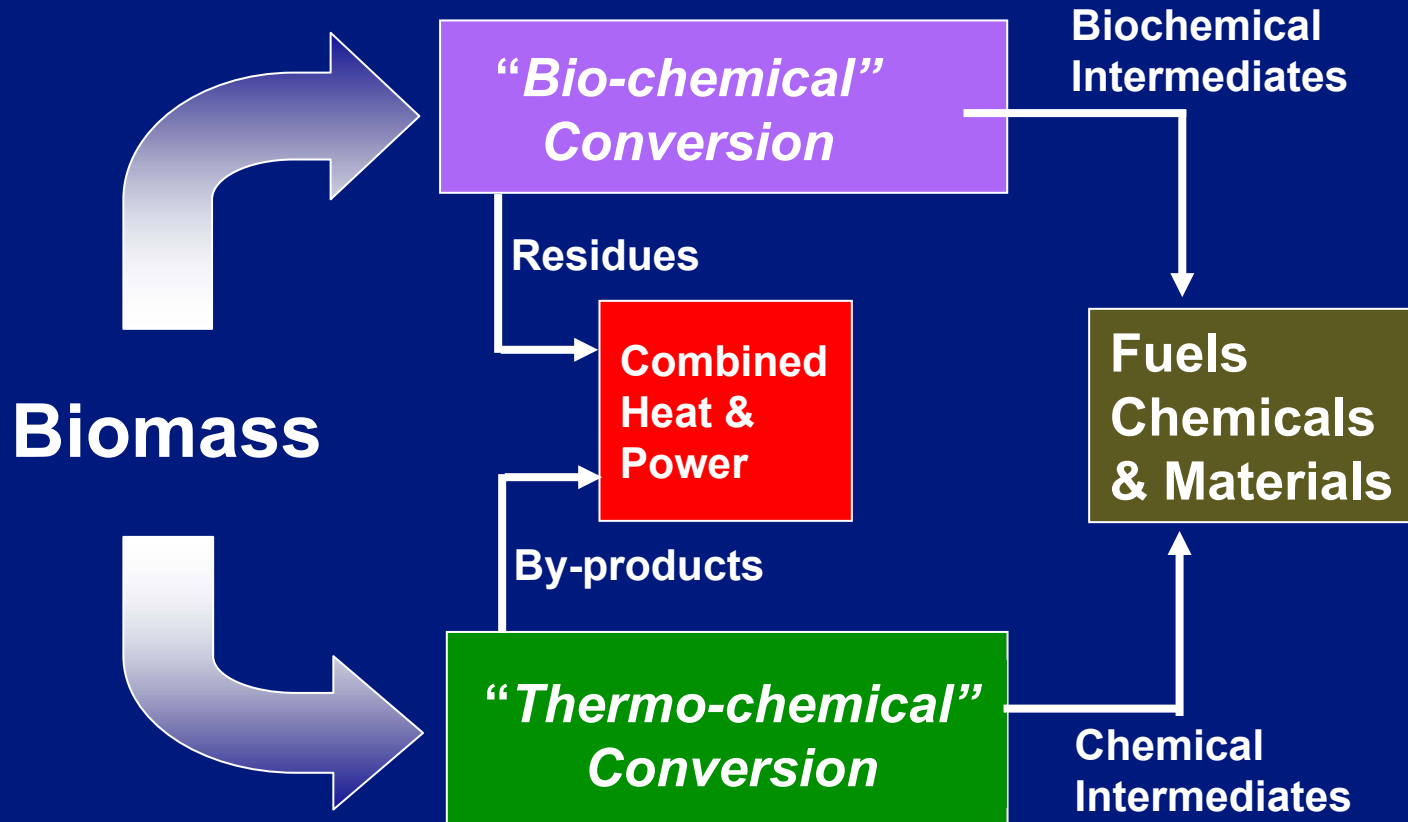 Biochemical
Intermediates
“Bio-chemical”
Conversion
Residues
Combined
Heat &
Power
Fuels
Chemicals
& Materials
Biomass
By-products
“Thermo-chemical”
Conversion
Chemical
Intermediates